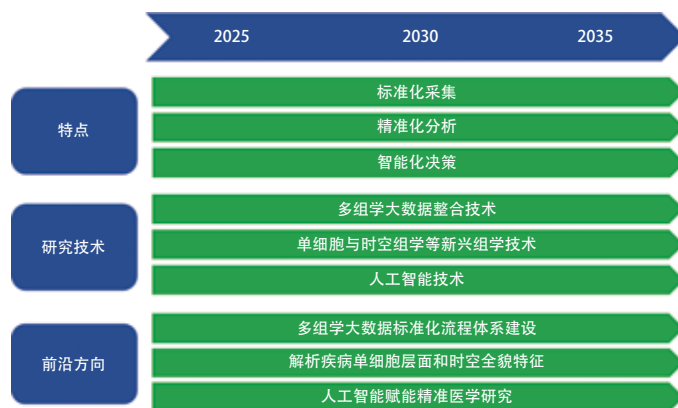 2025 2030 2035
特点
标准化采集
精准化分析
智能化决策
研究技术
多组学大数据整合技术
单细胞与时空组学等新兴组学技术
人工智能技术
前沿方向
多组学大数据标准化流程体系建设
解析疾病单细胞层面和时空全貌特征
人工智能赋能精准医学研究